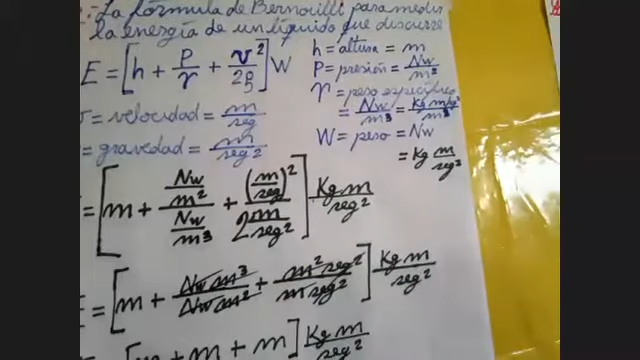 La fórmula de Bernouilli para medir
la energía de un líquido que discurre
E = [h + P/γ + v²/2g] W
h = altura = m
P = presión = Nw/m²
γ = peso específico
= Nw/m³ = Kg m/seg²/m³
W = peso = Nw
= Kg m/seg²
v = velocidad = m/seg
= gravedad = m/seg²
= [m + Nw/m²/Nw/m³ + (m/seg)²/2 m/seg²] Kg m/seg²
E = [m + Nw m³/Nw m² + m² seg²/m seg²] Kg m/seg²
[m + m + m] Kg m/seg²